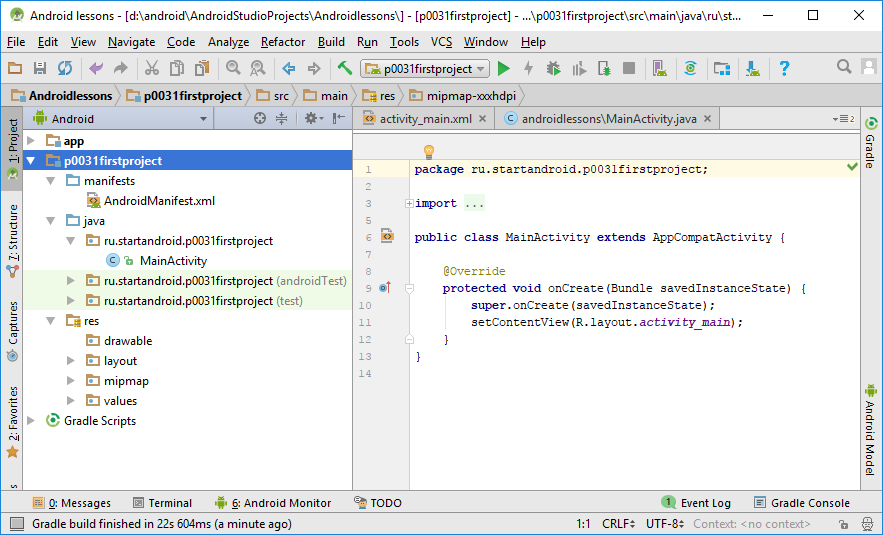 Android lessons - [d:\android\AndroidStudioProjects\Androidlessons\] - [p0031firstproject] - ...\p0031firstproject\src\main\java\ru\st...
File Edit View Navigate Code Analyze Refactor Build Run Tools VCS Window Help
p0031firstproject
Androidlessons p0031firstproject src main res mipmap-xxxhdpi
Android
activity_main.xml androidlessons\MainActivity.java 2
1: Project
7: Structure
Captures
2: Favorites
app
p0031firstproject
manifests
AndroidManifest.xml
java
ru.startandroid.p0031firstproject
MainActivity
ru.startandroid.p0031firstproject (androidTest)
ru.startandroid.p0031firstproject (test)
res
drawable
layout
mipmap
values
Gradle Scripts
1 package ru.startandroid.p0031firstproject;
2
3 import ...
5
6 public class MainActivity extends AppCompatActivity {
7
8 @Override
9 protected void onCreate(Bundle savedInstanceState) {
10 super.onCreate(savedInstanceState);
11 setContentView(R.layout.activity_main);
12 }
13 }
14
Gradle
Android Model
0: Messages Terminal 6: Android Monitor TODO 1 Event Log Gradle Console
Gradle build finished in 22s 604ms (a minute ago) 1:1 CRLF UTF-8 Context: <no context>